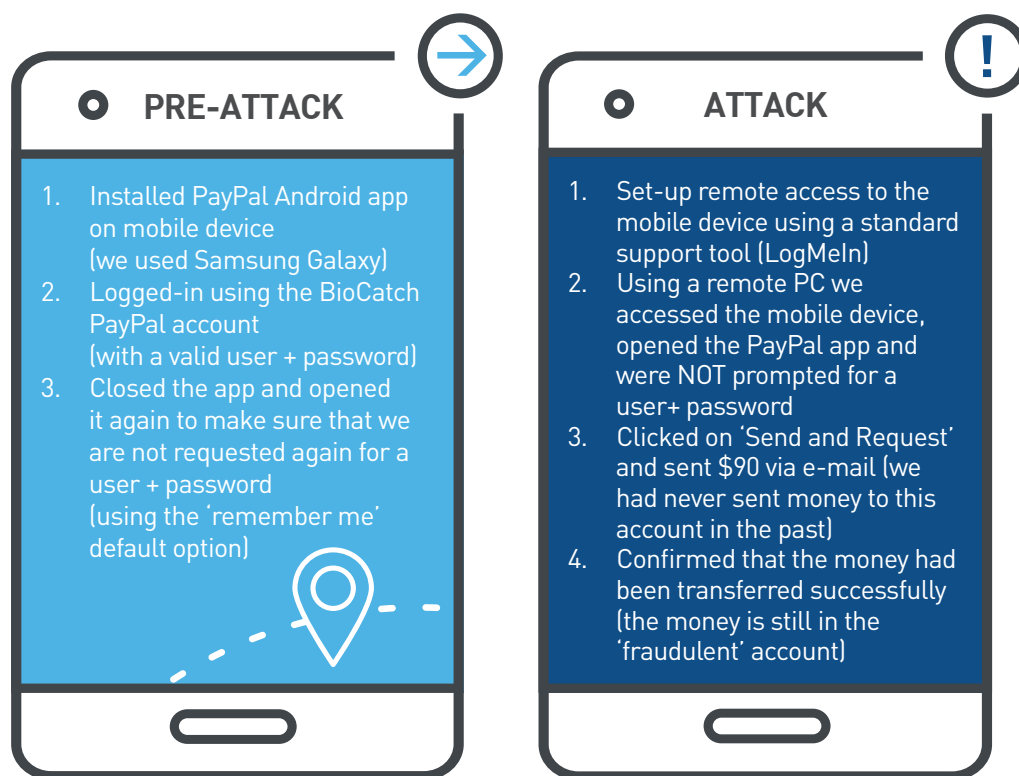 PRE-ATTACK
1. Installed PayPal Android app
on mobile device
(we used Samsung Galaxy)
2. Logged-in using the BioCatch
PayPal account
(with a valid user + password)
3. Closed the app and opened
it again to make sure that we
are not requested again for a
user + password
(using the ‘remember me’
default option)
!
ATTACK
1. Set-up remote access to the
mobile device using a standard
support tool (LogMeIn)
2. Using a remote PC we
accessed the mobile device,
opened the PayPal app and
were NOT prompted for a
user+ password
3. Clicked on ‘Send and Request’
and sent $90 via e-mail (we
had never sent money to this
account in the past)
4. Confirmed that the money had
been transferred successfully
(the money is still in the
‘fraudulent’ account)